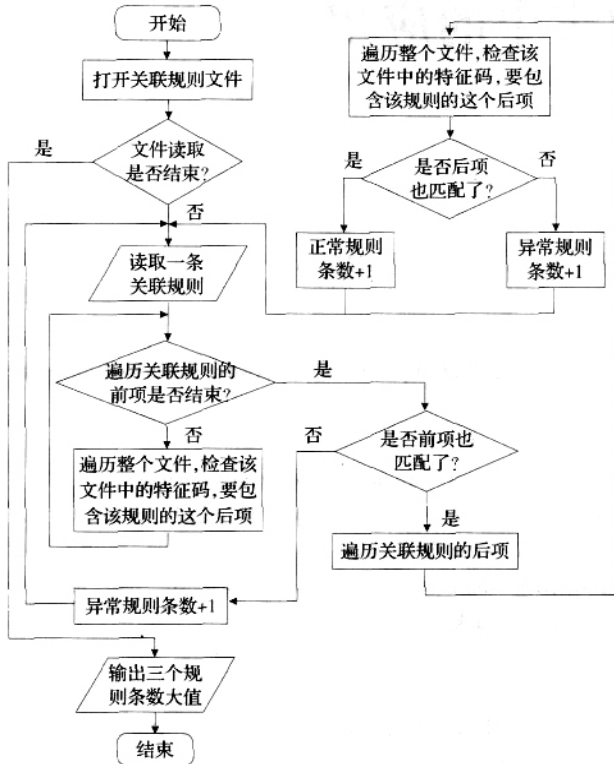 开始
打开关联规则文件
是
文件读取
是否结束?
否
读取一条
关联规则
遍历关联规则的
前项是否结束?
是
否
遍历整个文件,检查该
文件中的特征码,要包
含该规则的这个后项
异常规则条数+1
输出三个规
则条数大值
结束
遍历整个文件,检查该
文件中的特征码,要包
含该规则的这个后项
是
是否后项
也匹配了?
否
正常规则
条数+1
异常规则
条数+1
否
是否前项也
匹配了?
是
遍历关联规则的后项